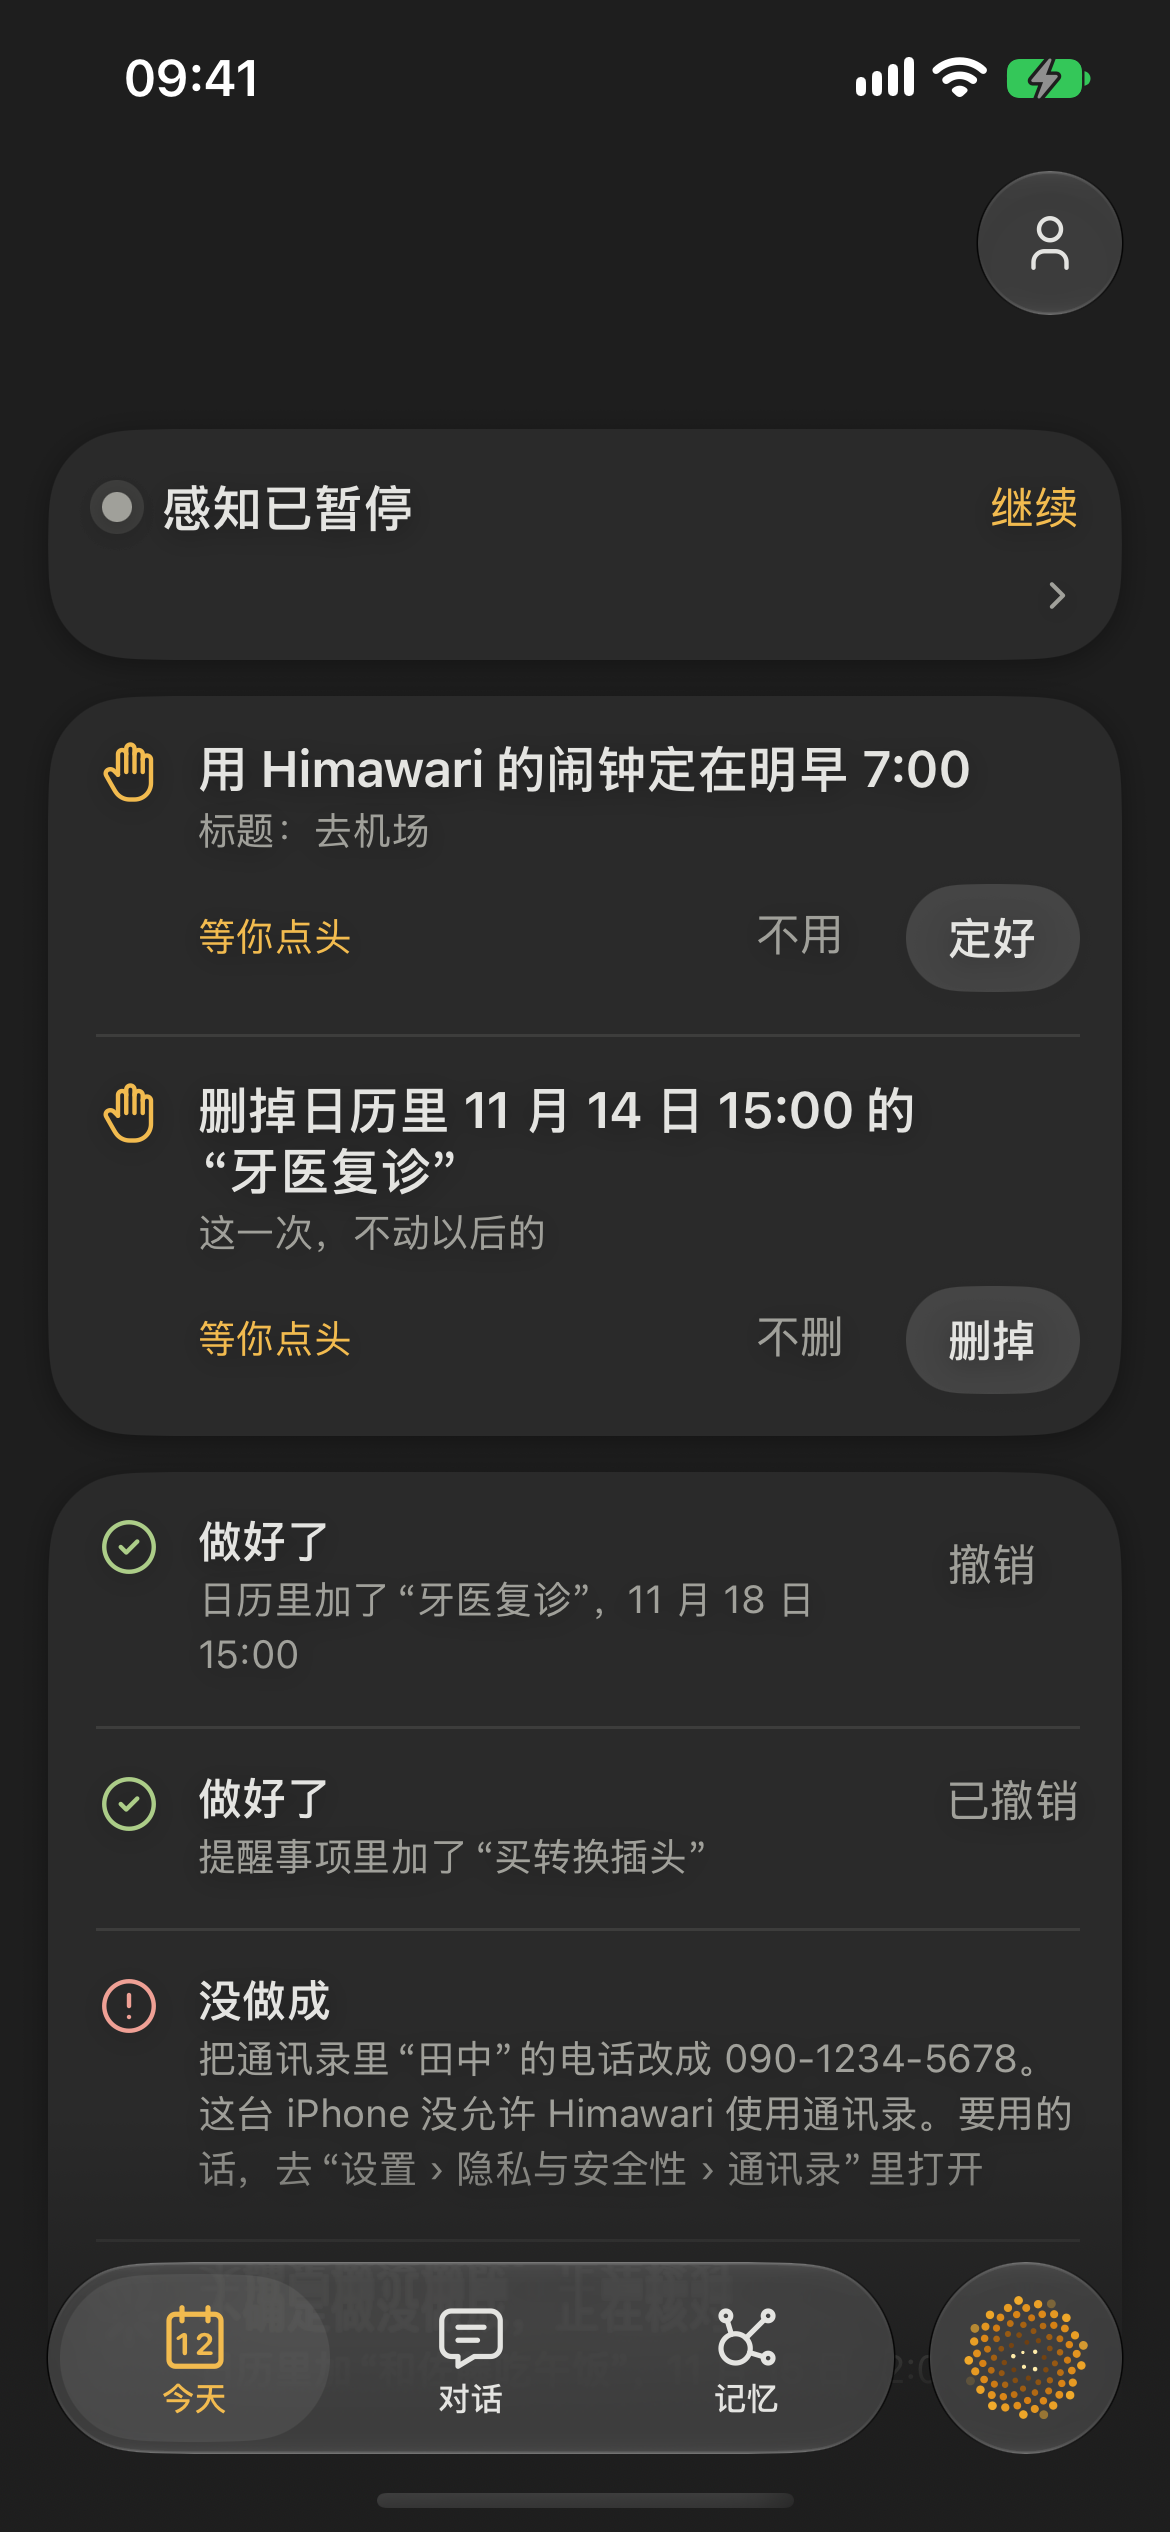 09:41
感知已暂停
继续
用 Himawari 的闹钟定在明早 7:00
标题：去机场
等你点头
不用
定好
删掉日历里 11 月 14 日 15:00 的
“牙医复诊”
这一次，不动以后的
等你点头
不删
删掉
做好了
撤销
日历里加了“牙医复诊”，11 月 18 日
15:00
做好了
已撤销
提醒事项里加了“买转换插头”
没做成
把通讯录里“田中”的电话改成 090-1234-5678。
这台 iPhone 没允许 Himawari 使用通讯录。要用的
话，去“设置 › 隐私与安全性 › 通讯录”里打开
12
今天
对话
记忆